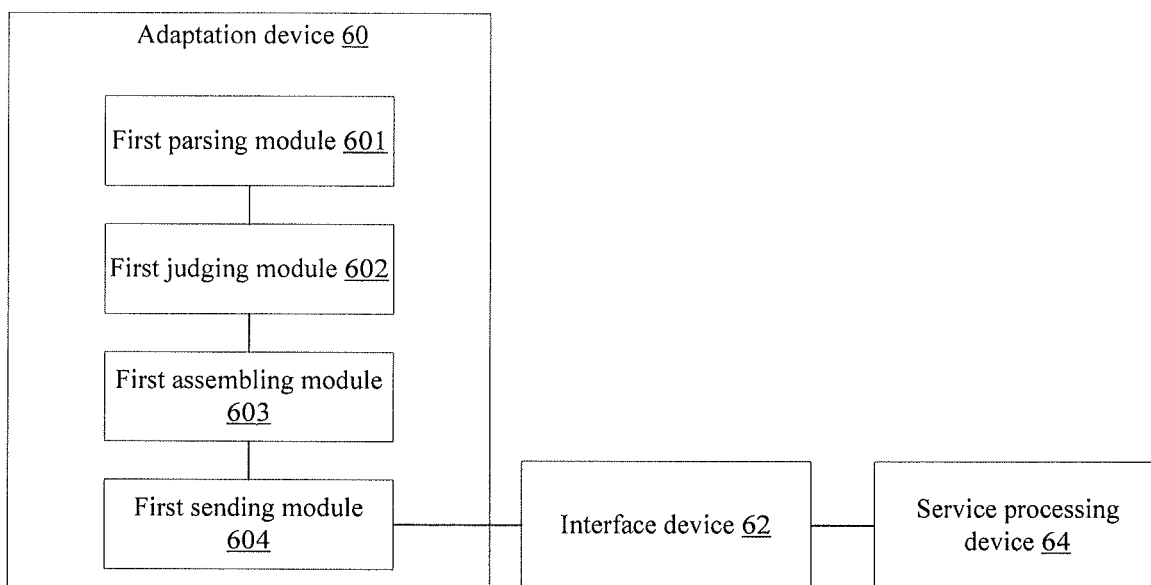 Adaptation device 60
First parsing module 601
First judging module 602
First assembling module
603
First sending module
604
Interface device 62
Service processing
device 64